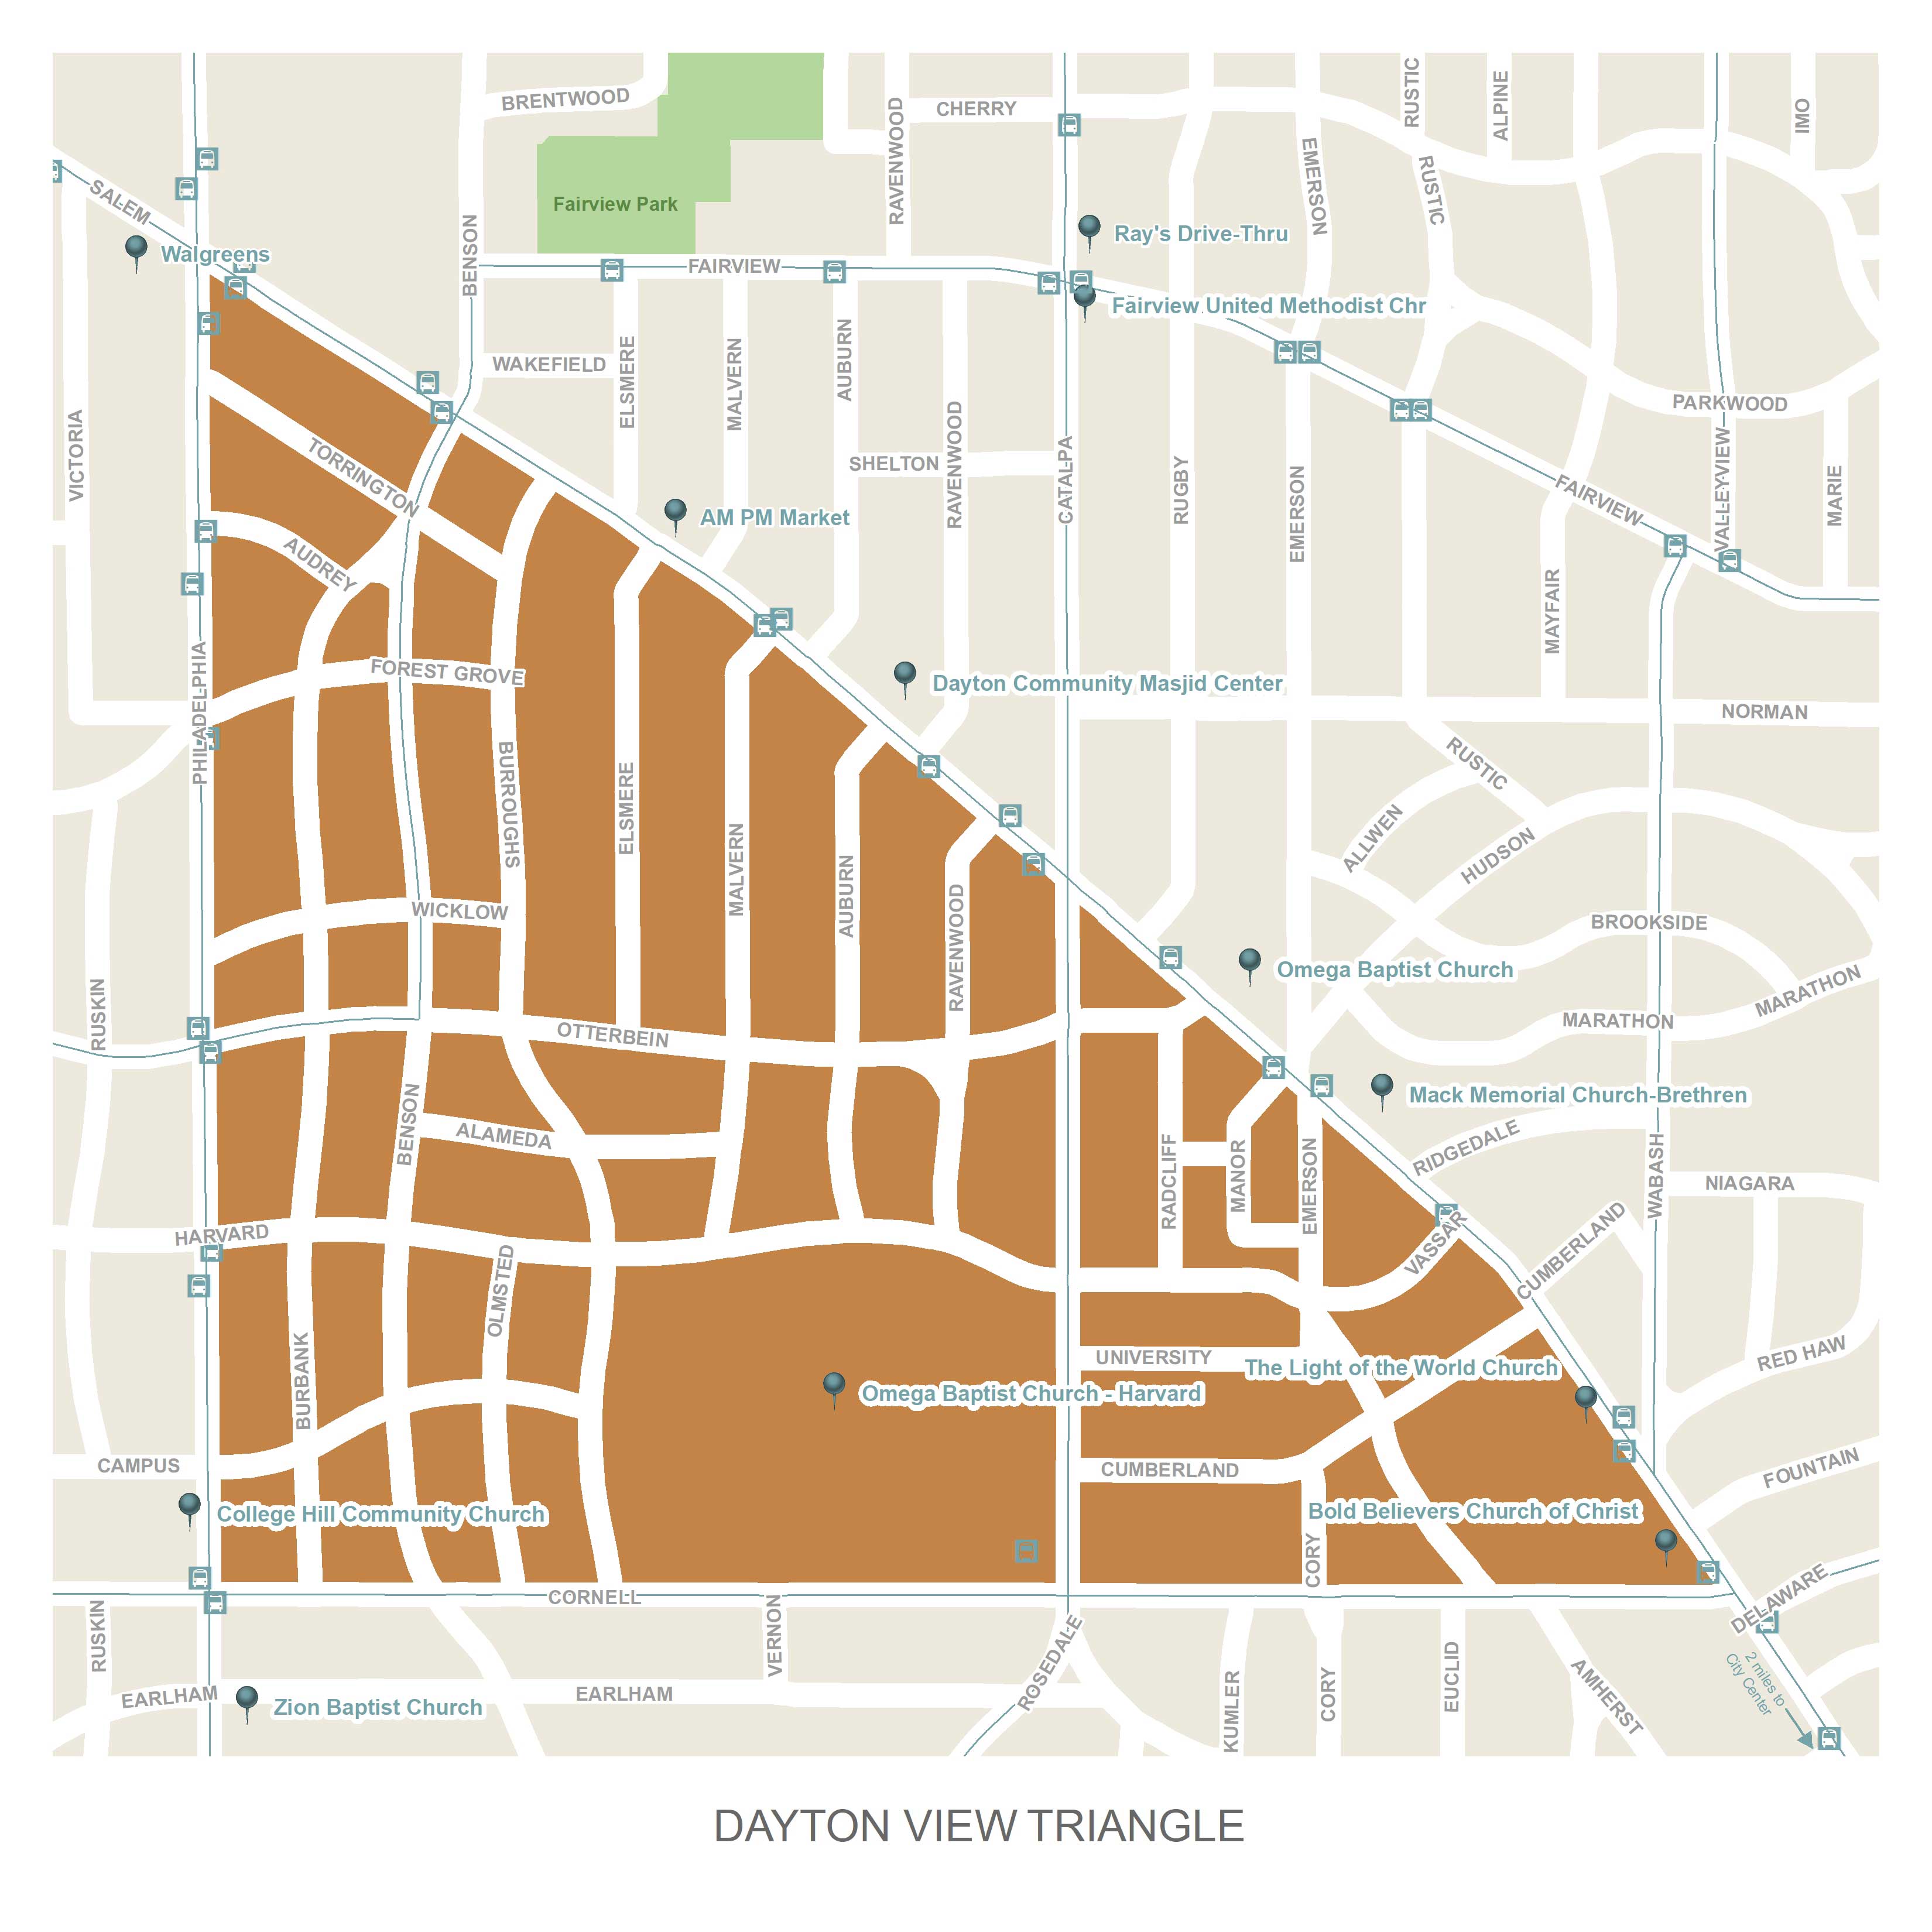 BRENTWOOD
CHERRY
RAVENWOOD
RUSTIC
ALPINE
IMO
EMERSON
RUSTIC
SALEM
Fairview Park
BENSON
Walgreens
Ray's Drive-Thru
FAIRVIEW
Fairview United Methodist Chr
WAKEFIELD
ELSMERE
MALVERN
AUBURN
PARKWOOD
VICTORIA
TORRINGTON
SHELTON
RAVENWOOD
CATALPA
RUGBY
EMERSON
FAIRVIEW
VALLEYVIEW
MARIE
AM PM Market
AUDREY
MAYFAIR
PHILADELPHIA
FOREST GROVE
Dayton Community Masjid Center
NORMAN
BURROUGHS
ELSMERE
MALVERN
AUBURN
RAVENWOOD
RUSTIC
ALLWEN
HUDSON
WICKLOW
BROOKSIDE
Omega Baptist Church
MARATHON
MARATHON
RUSKIN
OTTERBEIN
Mack Memorial Church-Brethren
BENSON
ALAMEDA
RADCLIFF
MANOR
EMERSON
RIDGEDALE
WABASH
NIAGARA
HARVARD
VASSAR
CUMBERLAND
OLMSTED
BURBANK
UNIVERSITY
The Light of the World Church
RED HAW
Omega Baptist Church - Harvard
CAMPUS
CUMBERLAND
FOUNTAIN
College Hill Community Church
Bold Believers Church of Christ
CORY
CORNELL
DELAWARE
RUSKIN
VERNON
ROSEDALE
EARLHAM
Zion Baptist Church
EARLHAM
KUMLER
CORY
EUCLID
AMHERST
2 miles to
City Center
DAYTON VIEW TRIANGLE